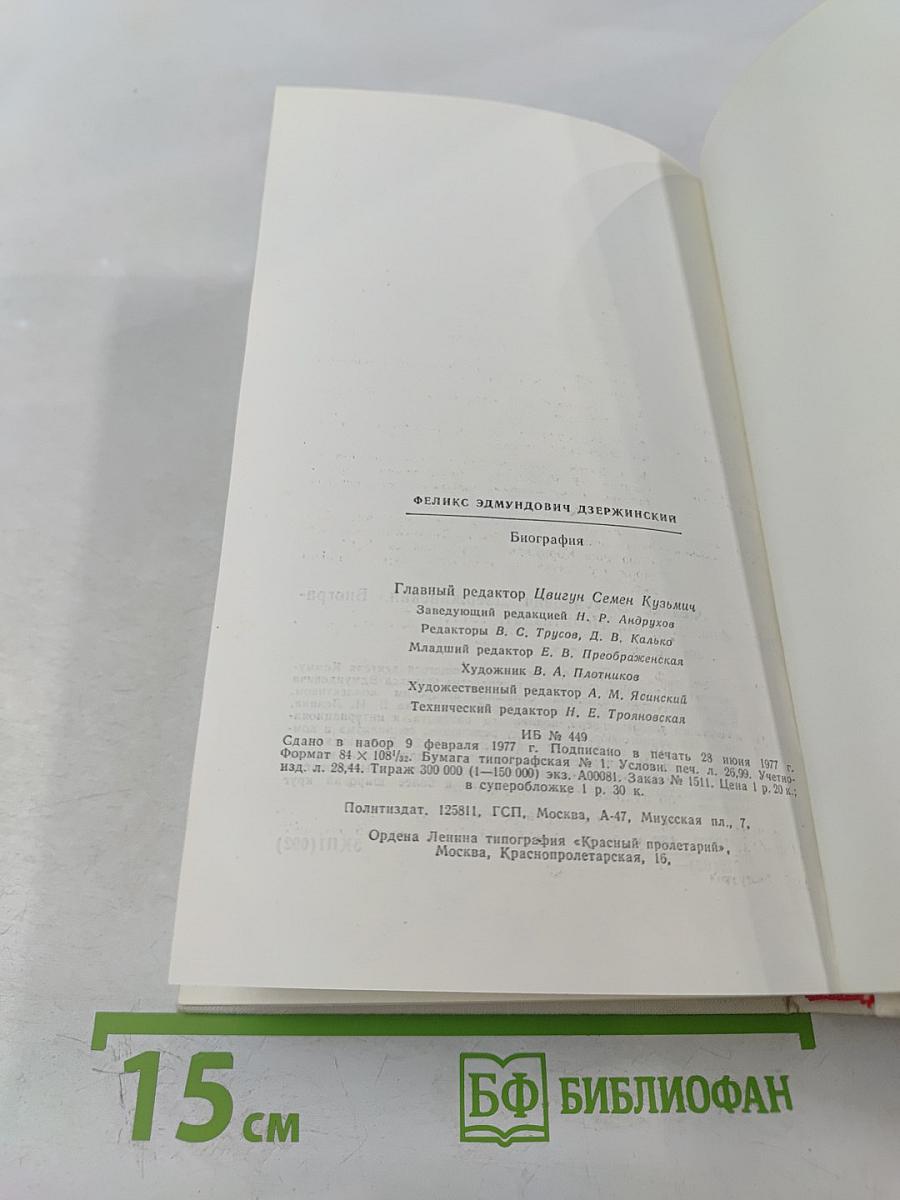 ФЕЛИКС ЭДМУНДОВИЧ ДЗЕРЖИНСКИЙ
Биография
Главный редактор Цвигун Семен Кузьмич
Заведующий редакцией Н. Р. Андрухов
Редакторы В. С. Трусов, Д. В. Калько
Младший редактор Е. В. Преображенская
Художник В. А. Плотников
Художественный редактор А. М. Ясинский
Технический редактор Н. Е. Трояновская
ИБ № 449
Сдано в набор 9 февраля 1977 г. Подписано в печать 28 июня 1977 г.
Формат 84 × 108¹/₃₂. Бумага типографская № 1. Условн. печ. л. 26,99. Учетно-
изд. л. 28,44. Тираж 300 000 (1—150 000) экз. А00081. Заказ № 1511. Цена 1 р. 20 к.;
в суперобложке 1 р. 30 к.
Политиздат. 125811, ГСП, Москва, А-47, Миусская пл., 7.
Ордена Ленина типография «Красный пролетарий».
Москва, Краснопролетарская, 16.
15 см
БФ БИБЛИОФАН